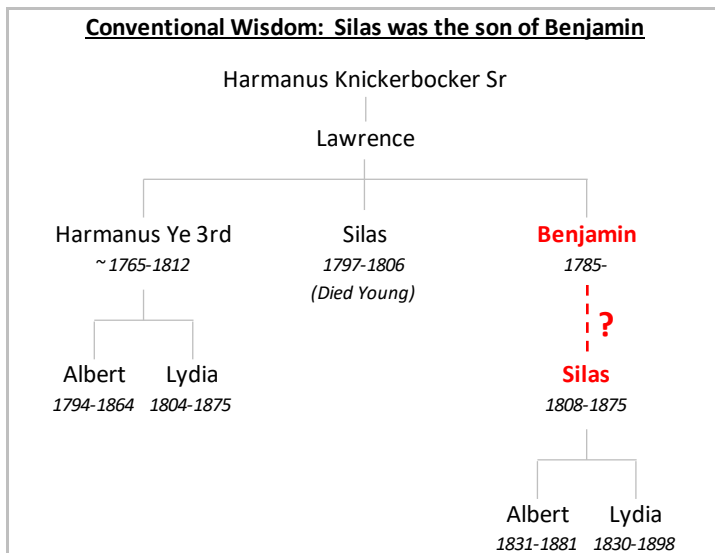 Conventional Wisdom:  Silas was the son of Benjamin
Harmanus Knickerbocker Sr
Lawrence
Harmanus Ye 3rd Silas Benjamin
~ 1765-1812 1797-1806 1785-
(Died Young)
?
Albert Lydia Silas
1794-1864 1804-1875 1808-1875
Albert Lydia
1831-1881 1830-1898